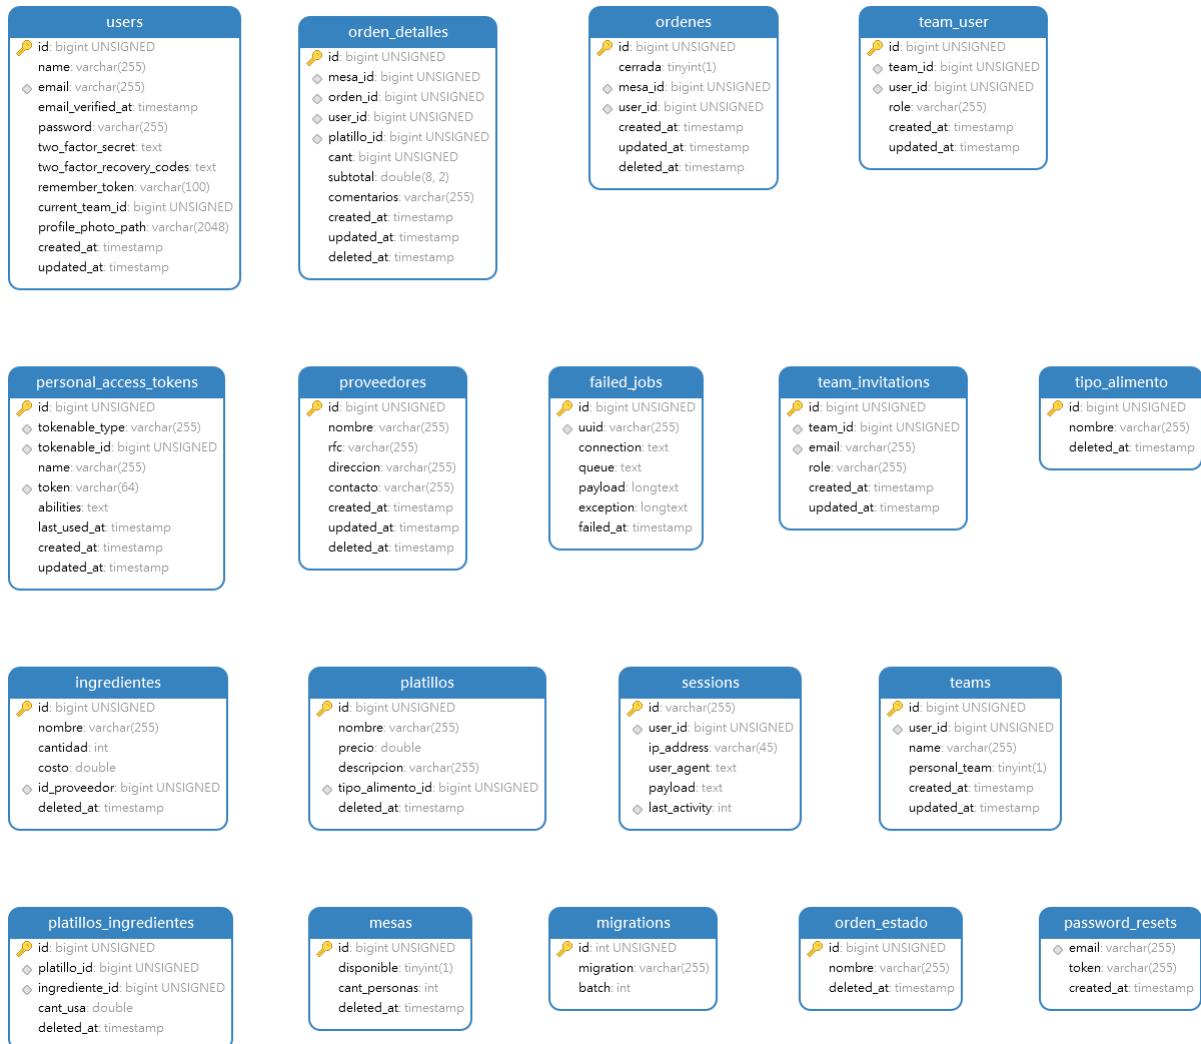 users
id: bigint UNSIGNED
name: varchar(255)
email: varchar(255)
email_verified_at: timestamp
password: varchar(255)
two_factor_secret: text
two_factor_recovery_codes: text
remember_token: varchar(100)
current_team_id: bigint UNSIGNED
profile_photo_path: varchar(2048)
created_at: timestamp
updated_at: timestamp
orden_detalles
id: bigint UNSIGNED
mesa_id: bigint UNSIGNED
orden_id: bigint UNSIGNED
user_id: bigint UNSIGNED
platillo_id: bigint UNSIGNED
cant: bigint UNSIGNED
subtotal: double(8, 2)
comentarios: varchar(255)
created_at: timestamp
updated_at: timestamp
deleted_at: timestamp
ordenes
id: bigint UNSIGNED
cerrada: tinyint(1)
mesa_id: bigint UNSIGNED
user_id: bigint UNSIGNED
created_at: timestamp
updated_at: timestamp
deleted_at: timestamp
team_user
id: bigint UNSIGNED
team_id: bigint UNSIGNED
user_id: bigint UNSIGNED
role: varchar(255)
created_at: timestamp
updated_at: timestamp
personal_access_tokens
id: bigint UNSIGNED
tokenable_type: varchar(255)
tokenable_id: bigint UNSIGNED
name: varchar(255)
token: varchar(64)
abilities: text
last_used_at: timestamp
created_at: timestamp
updated_at: timestamp
proveedores
id: bigint UNSIGNED
nombre: varchar(255)
rfc: varchar(255)
direccion: varchar(255)
contacto: varchar(255)
created_at: timestamp
updated_at: timestamp
deleted_at: timestamp
failed_jobs
id: bigint UNSIGNED
uuid: varchar(255)
connection: text
queue: text
payload: longtext
exception: longtext
failed_at: timestamp
team_invitations
id: bigint UNSIGNED
team_id: bigint UNSIGNED
email: varchar(255)
role: varchar(255)
created_at: timestamp
updated_at: timestamp
tipo_alimento
id: bigint UNSIGNED
nombre: varchar(255)
deleted_at: timestamp
ingredientes
id: bigint UNSIGNED
nombre: varchar(255)
cantidad: int
costo: double
id_proveedor: bigint UNSIGNED
deleted_at: timestamp
platillos
id: bigint UNSIGNED
nombre: varchar(255)
precio: double
descripcion: varchar(255)
tipo_alimento_id: bigint UNSIGNED
deleted_at: timestamp
sessions
id: varchar(255)
user_id: bigint UNSIGNED
ip_address: varchar(45)
user_agent: text
payload: text
last_activity: int
teams
id: bigint UNSIGNED
user_id: bigint UNSIGNED
name: varchar(255)
personal_team: tinyint(1)
created_at: timestamp
updated_at: timestamp
platillos_ingredientes
id: bigint UNSIGNED
platillo_id: bigint UNSIGNED
ingrediente_id: bigint UNSIGNED
cant_usa: double
deleted_at: timestamp
mesas
id: bigint UNSIGNED
disponible: tinyint(1)
cant_personas: int
deleted_at: timestamp
migrations
id: int UNSIGNED
migration: varchar(255)
batch: int
orden_estado
id: bigint UNSIGNED
nombre: varchar(255)
deleted_at: timestamp
password_resets
email: varchar(255)
token: varchar(255)
created_at: timestamp